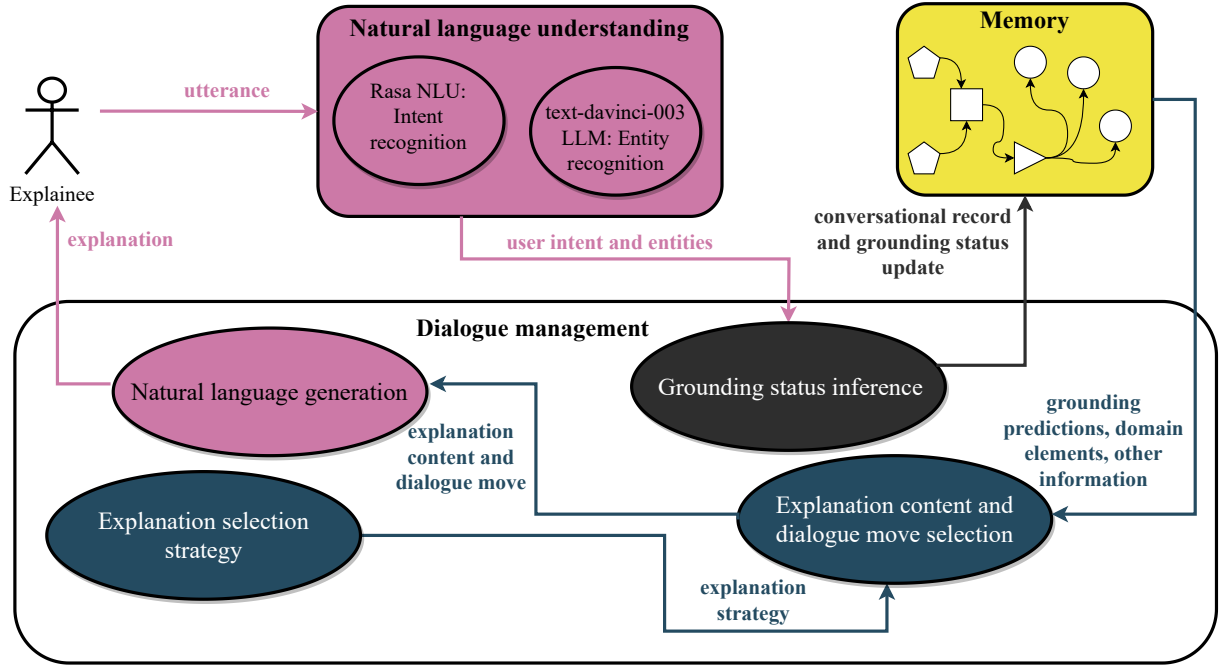 Natural language understanding
Rasa NLU:
Intent
recognition
text-davinci-003
LLM: Entity
recognition
Memory
utterance
Explainee
explanation
user intent and entities
conversational record
and grounding status
update
Dialogue management
Natural language generation
Grounding status inference
explanation
content and
dialogue move
grounding
predictions, domain
elements, other
information
Explanation selection
strategy
Explanation content and
dialogue move selection
explanation
strategy